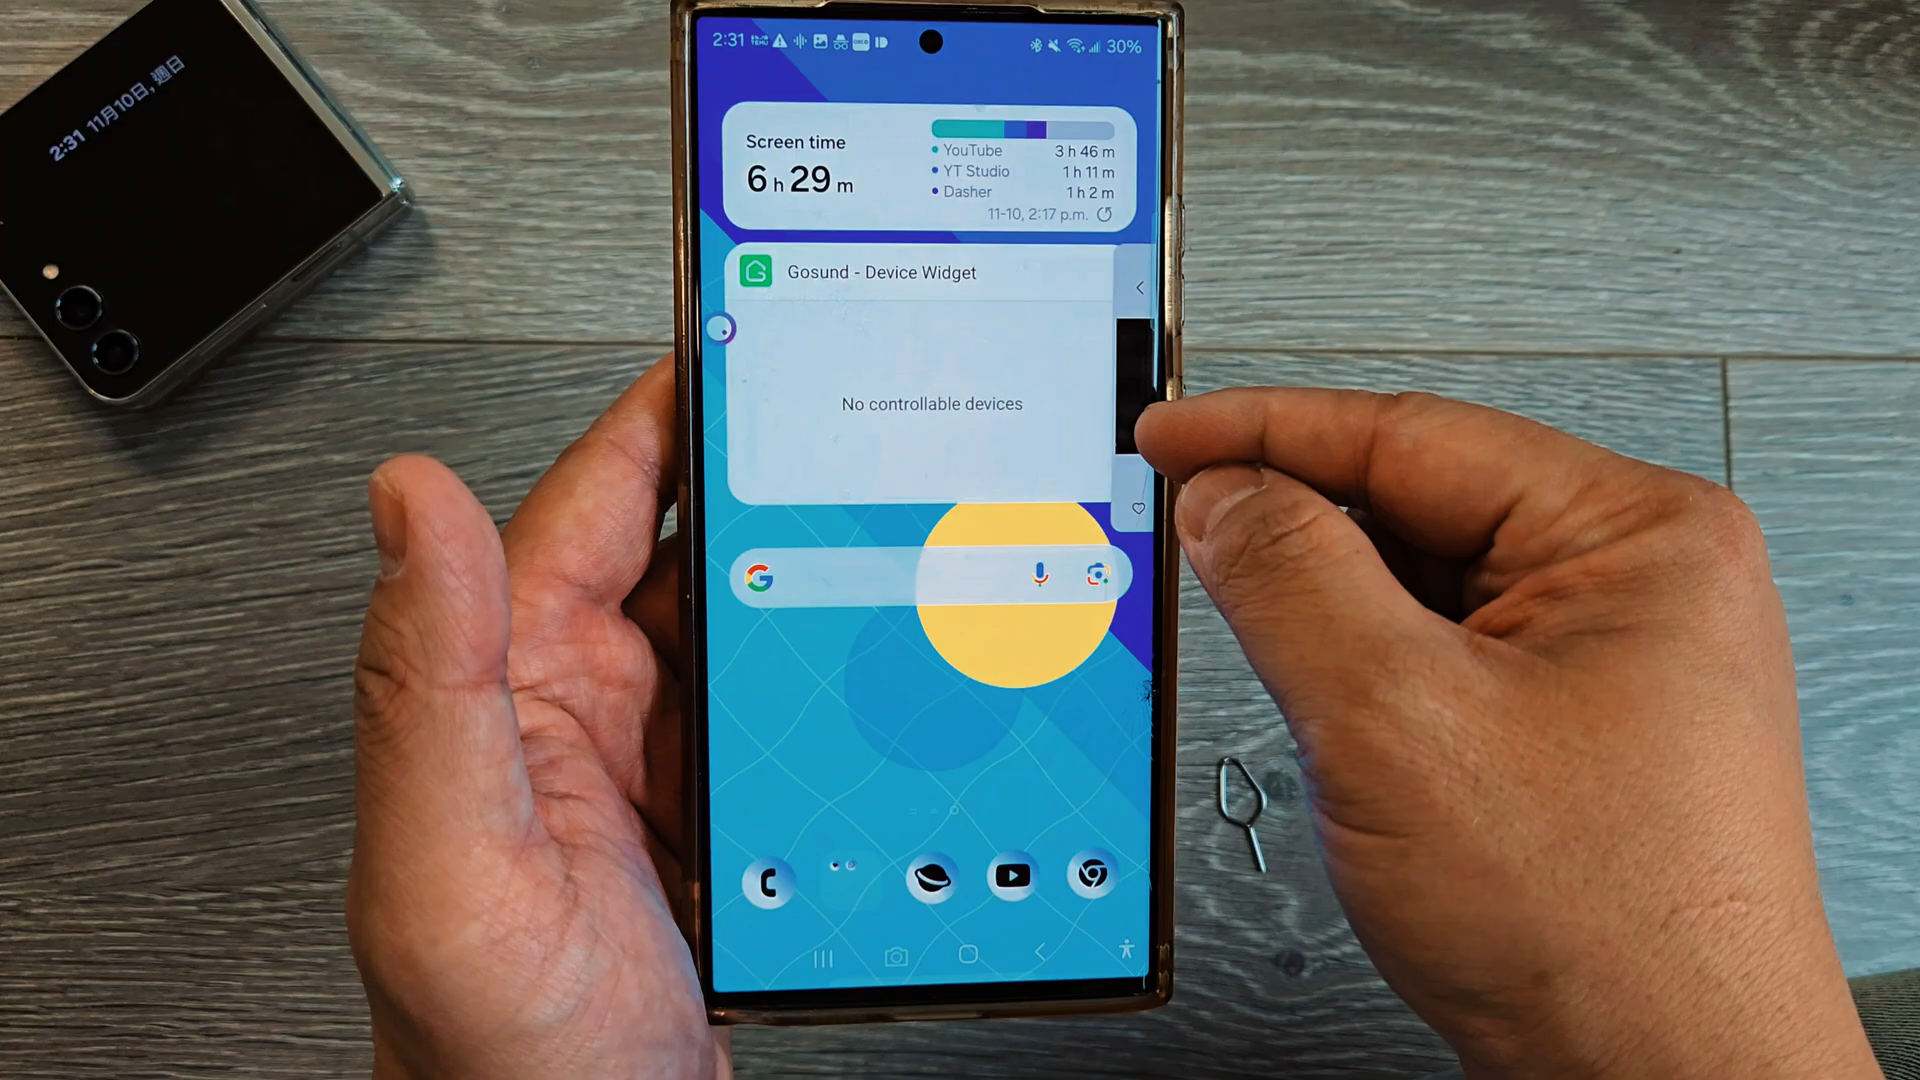 2:31 11月10日, 週日
2:31
30%
Screen time
6 h 29 m
YouTube 3 h 46 m
YT Studio 1 h 11 m
Dasher 1 h 2 m
11-10, 2:17 p.m.
Gosund - Device Widget
No controllable devices